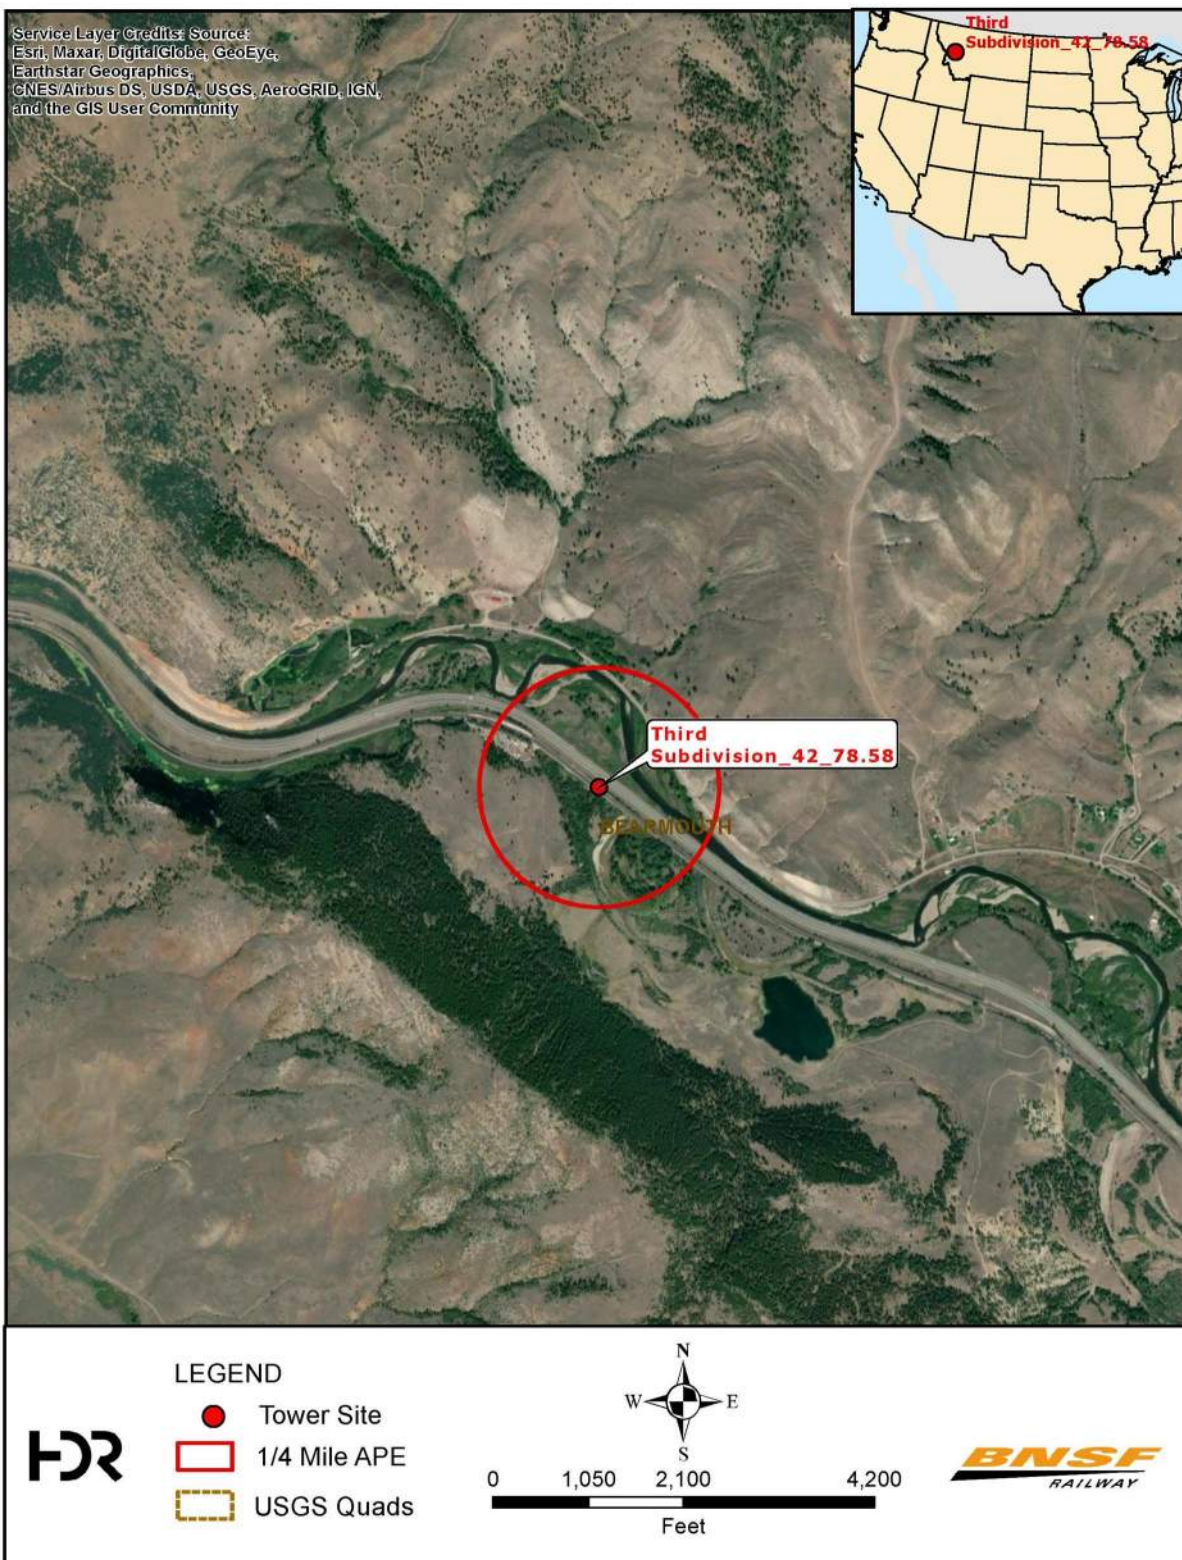 Service Layer Credits: Source:
Esri, Maxar, DigitalGlobe, GeoEye,
Earthstar Geographics,
CNES/Airbus DS, USDA, USGS, AeroGRID, IGN,
and the GIS User Community
Third
Subdivision_42_78.58
Third
Subdivision_42_78.58
BEARMOUTH
HDR
LEGEND
Tower Site
1/4 Mile APE
USGS Quads
N
W E
S
0 1,050 2,100 4,200
Feet
BNSF
RAILWAY